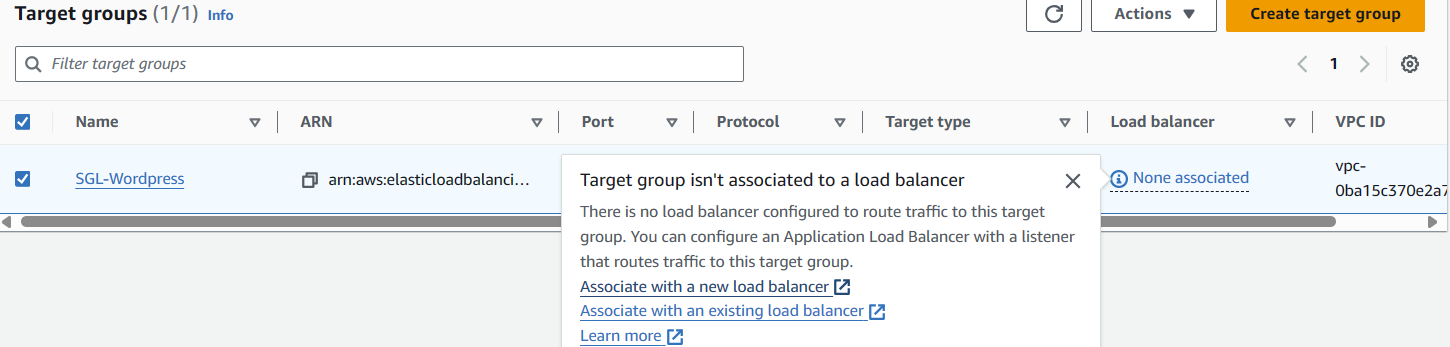 Target groups (1/1) Info
Actions
Create target group
Filter target groups
1
Name
ARN
Port
Protocol
Target type
Load balancer
VPC ID
SGL-Wordpress
arn:aws:elasticloadbalanci...
None associated
vpc-
0ba15c370e2a7
Target group isn't associated to a load balancer
There is no load balancer configured to route traffic to this target
group. You can configure an Application Load Balancer with a listener
that routes traffic to this target group.
Associate with a new load balancer
Associate with an existing load balancer
Learn more